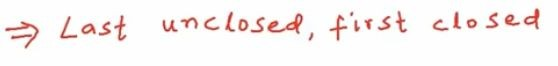 ⇒ Last unclosed, first closed